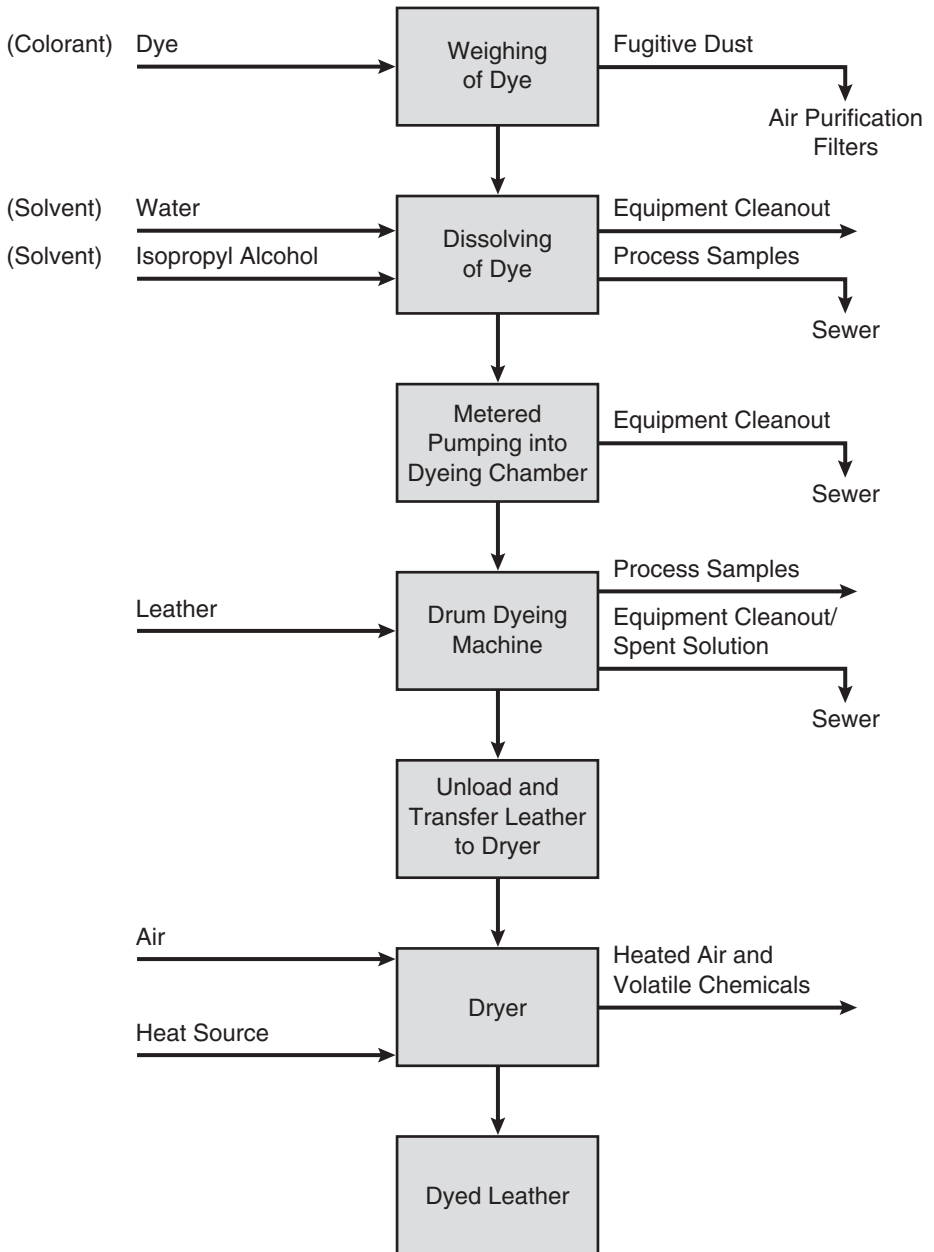 (Colorant) Dye
Weighing
of Dye
Fugitive Dust
Air Purification
Filters
(Solvent) Water
(Solvent) Isopropyl Alcohol
Dissolving
of Dye
Equipment Cleanout
Process Samples
Sewer
Metered
Pumping into
Dyeing Chamber
Equipment Cleanout
Sewer
Leather
Drum Dyeing
Machine
Process Samples
Equipment Cleanout/
Spent Solution
Sewer
Unload and
Transfer Leather
to Dryer
Air
Heat Source
Dryer
Heated Air and
Volatile Chemicals
Dyed Leather